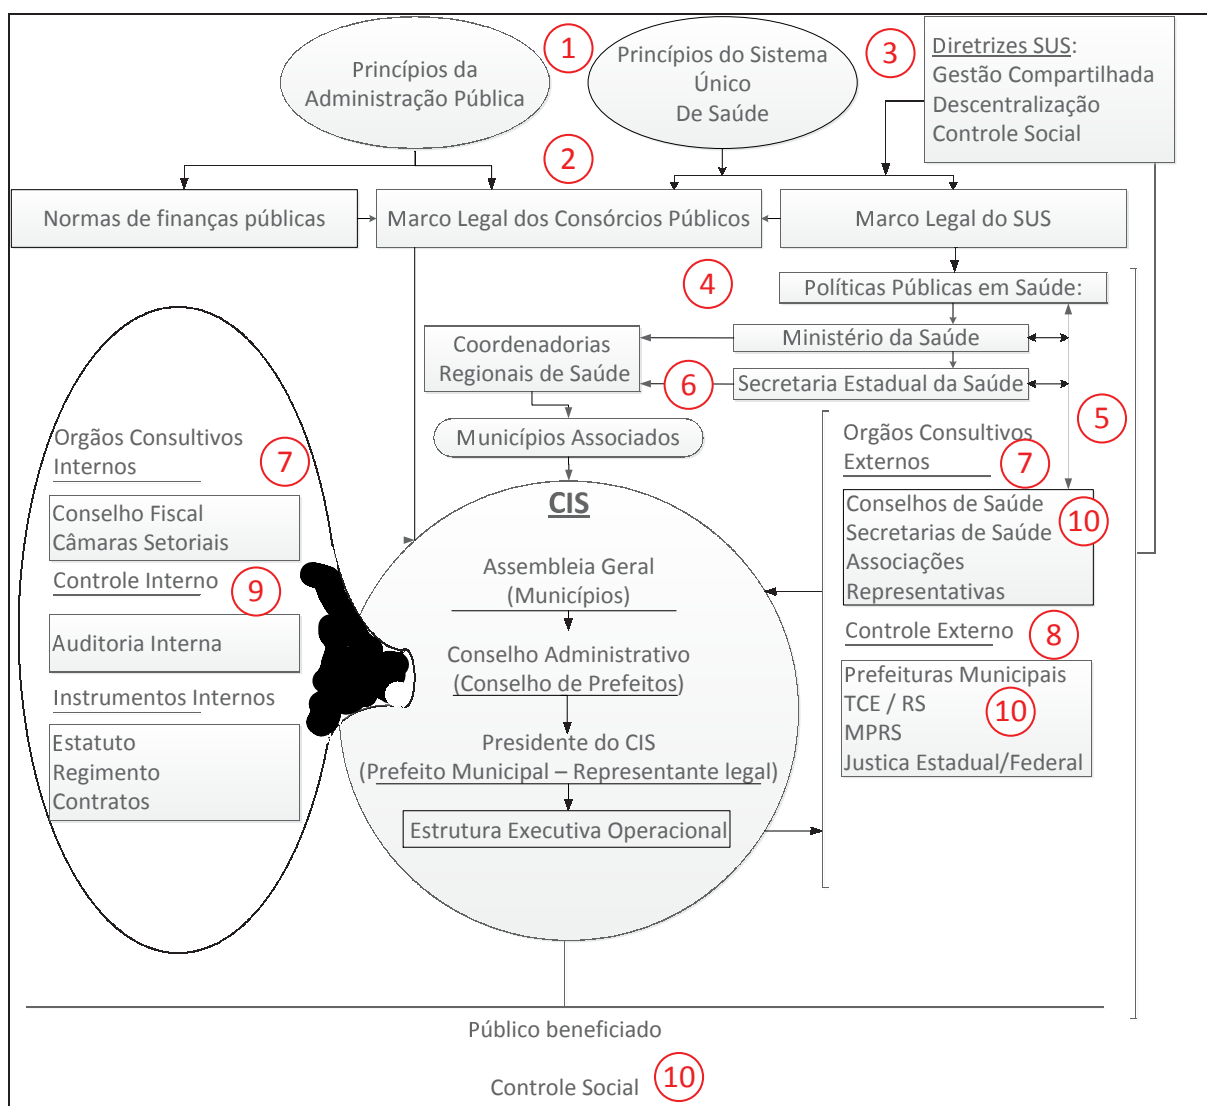 Princípios da
Administração Pública
1
Princípios do Sistema
Único
De Saúde
3
Diretrizes SUS:
Gestão Compartilhada
Descentralização
Controle Social
2
Normas de finanças públicas
Marco Legal dos Consórcios Públicos
Marco Legal do SUS
4
Políticas Públicas em Saúde:
Ministério da Saúde
Coordenadorias
Regionais de Saúde
6
Secretaria Estadual da Saúde
5
Municípios Associados
Orgãos Consultivos
Internos
7
Conselho Fiscal
Câmaras Setoriais
Controle Interno
9
Auditoria Interna
Instrumentos Internos
Estatuto
Regimento
Contratos
CIS
Assembleia Geral
(Municípios)
Conselho Administrativo
(Conselho de Prefeitos)
Presidente do CIS
(Prefeito Municipal – Representante legal)
Estrutura Executiva Operacional
Orgãos Consultivos
Externos
7
Conselhos de Saúde
10
Secretarias de Saúde
Associações
Representativas
Controle Externo
8
Prefeituras Municipais
TCE / RS
10
MPRS
Justica Estadual/Federal
Público beneficiado
Controle Social
10